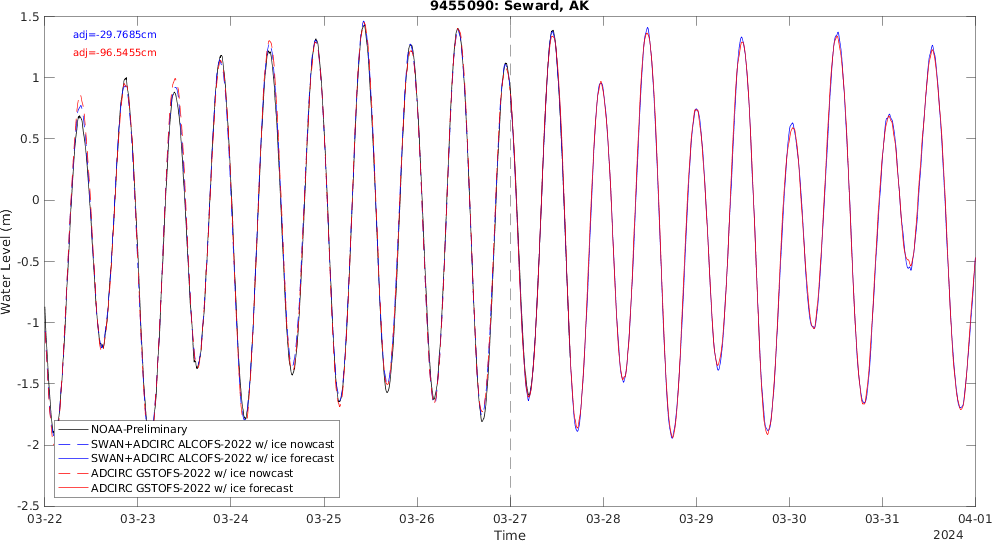 9455090: Seward, AK
adj=-29.7685cm
adj=-96.5455cm
1.5
1
0.5
0
-0.5
-1
-1.5
-2
-2.5
Water Level (m)
NOAA-Preliminary
SWAN+ADCIRC ALCOFS-2022 w/ ice nowcast
SWAN+ADCIRC ALCOFS-2022 w/ ice forecast
ADCIRC GSTOFS-2022 w/ ice nowcast
ADCIRC GSTOFS-2022 w/ ice forecast
03-22 03-23 03-24 03-25 03-26 03-27 03-28 03-29 03-30 03-31 04-01
Time
2024